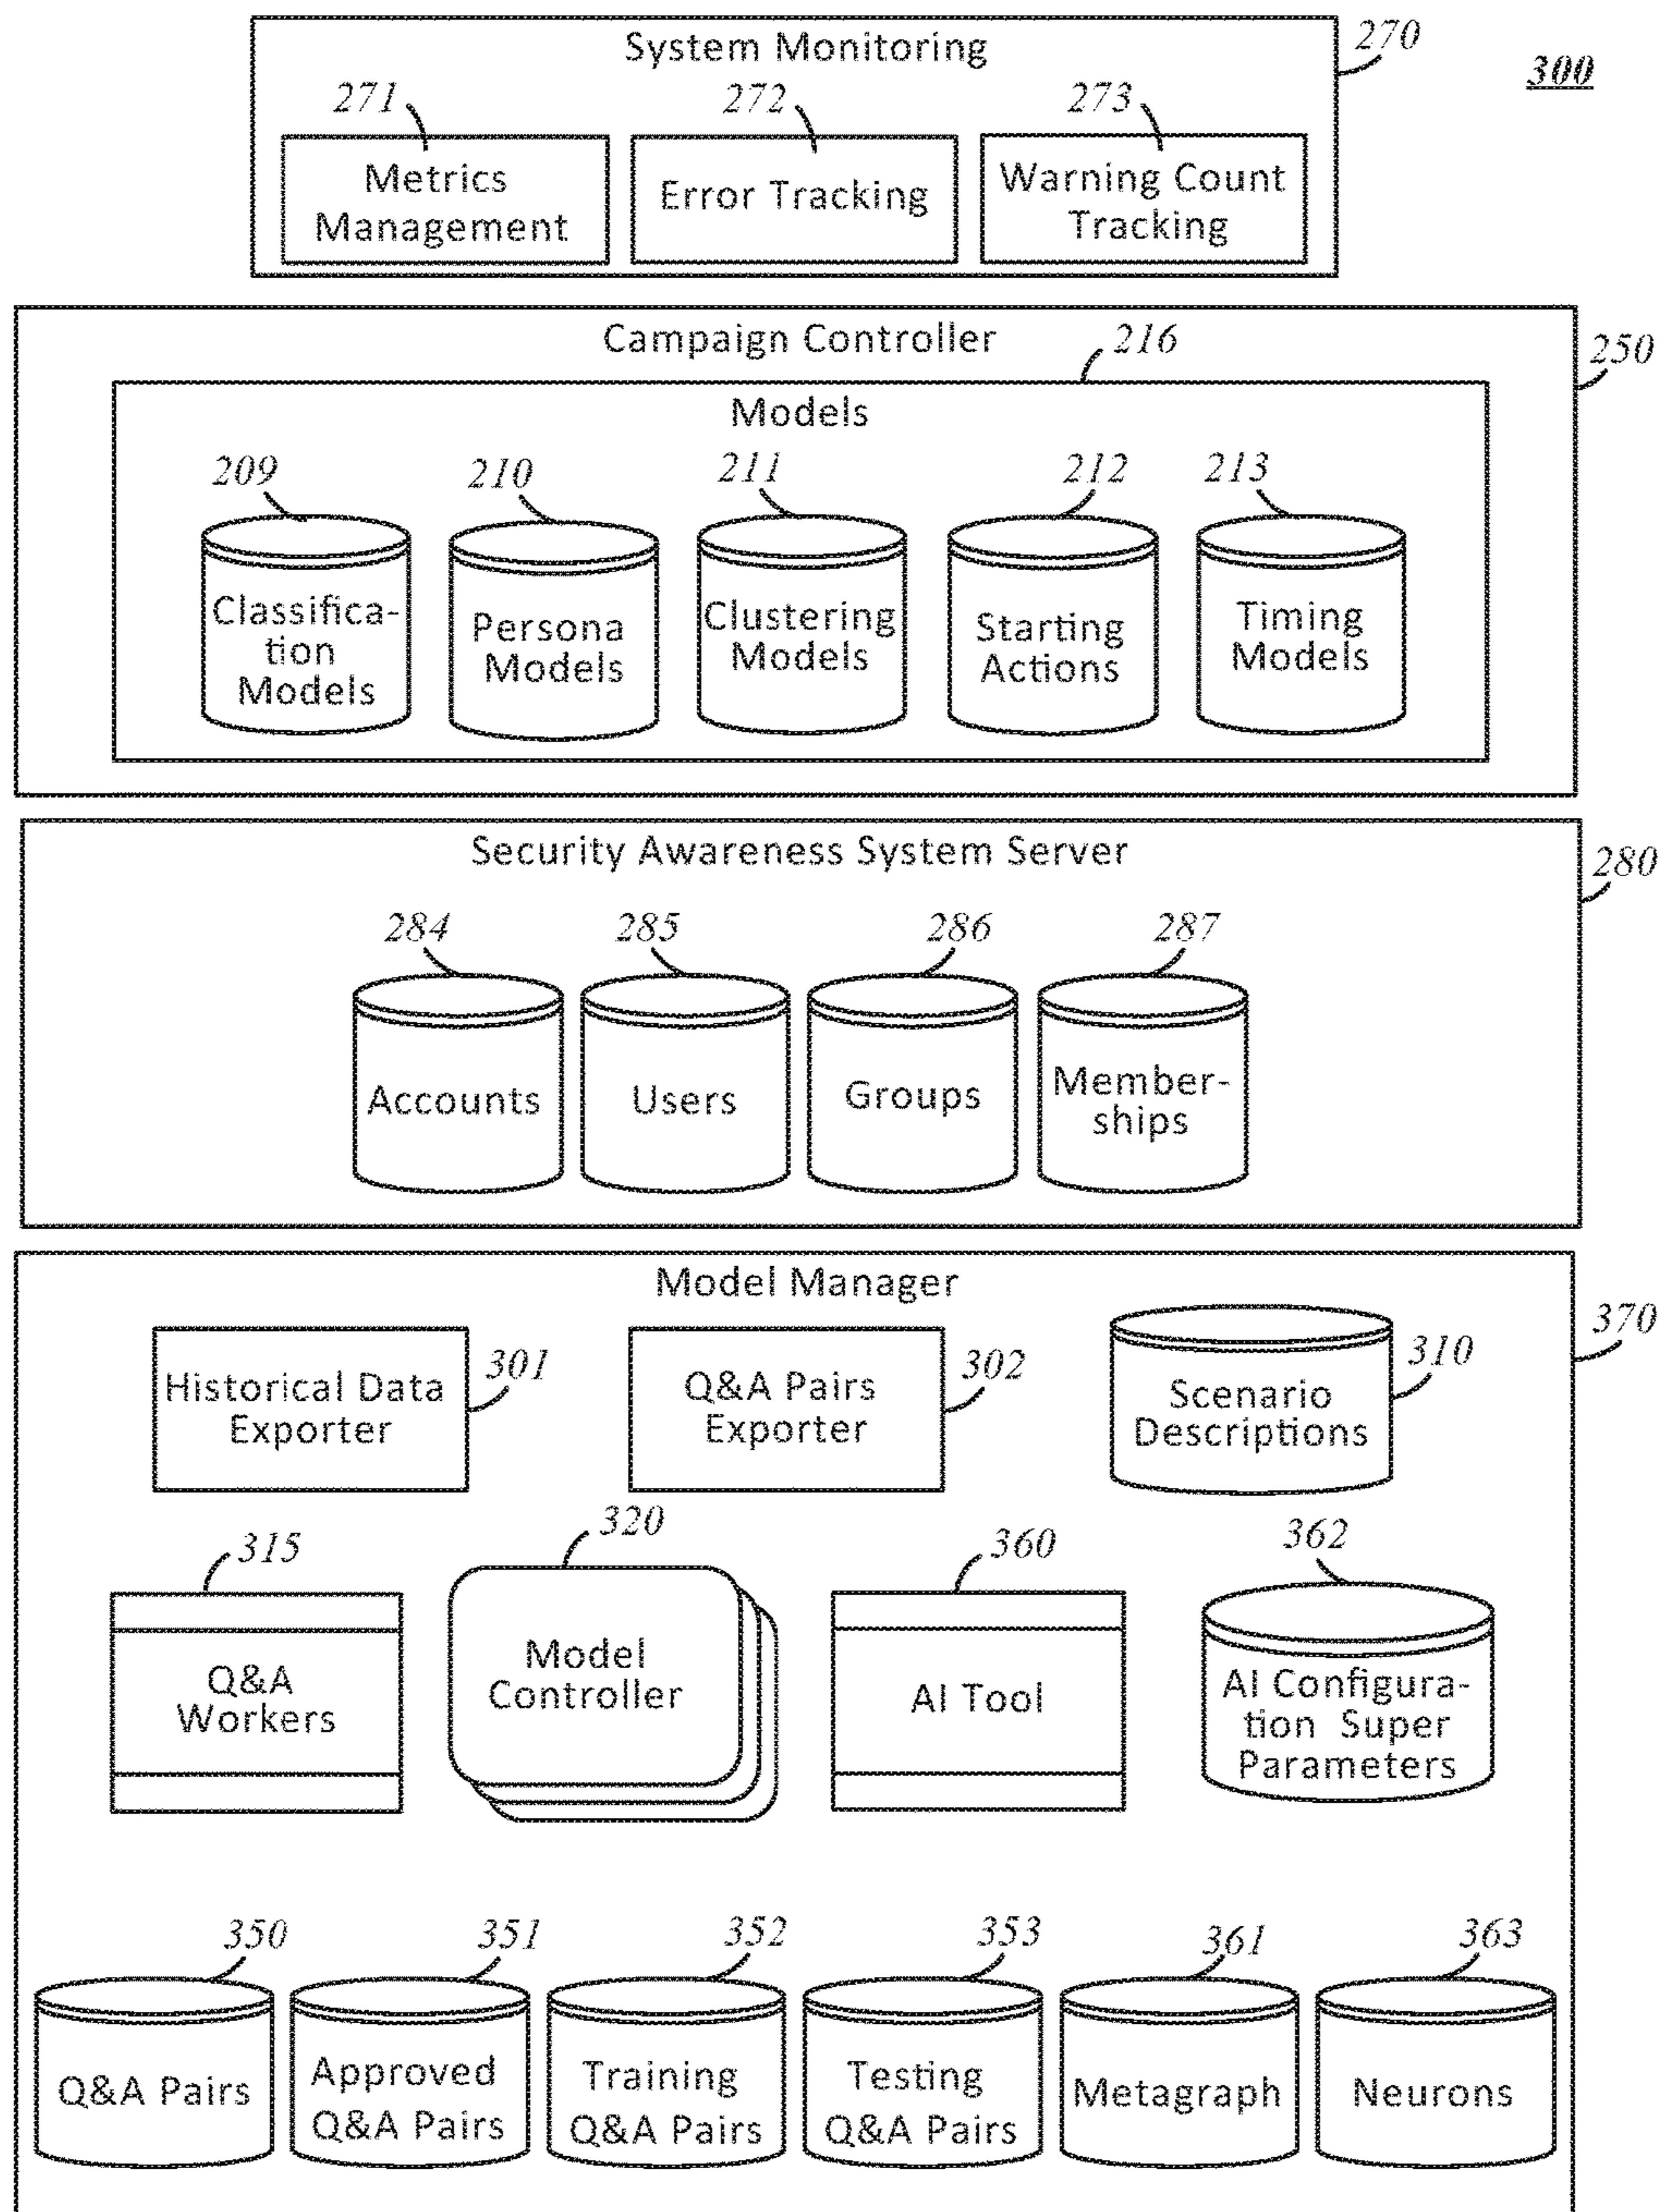 System Monitoring
270
300
271
272
273
Metrics
Management
Error Tracking
Warning Count
Tracking
Campaign Controller
216
250
Models
209
210
211
212
213
Classifica-
tion
Models
Persona
Models
Clustering
Models
Starting
Actions
Timing
Models
Security Awareness System Server
280
284
285
286
287
Accounts
Users
Groups
Member-
ships
Model Manager
370
Historical Data
Exporter
301
Q&A Pairs
Exporter
302
Scenario
Descriptions
310
315
320
360
362
Q&A
Workers
Model
Controller
AI Tool
AI Configura-
tion Super
Parameters
350
351
352
353
361
363
Q&A Pairs
Approved
Q&A Pairs
Training
Q&A Pairs
Testing
Q&A Pairs
Metagraph
Neurons